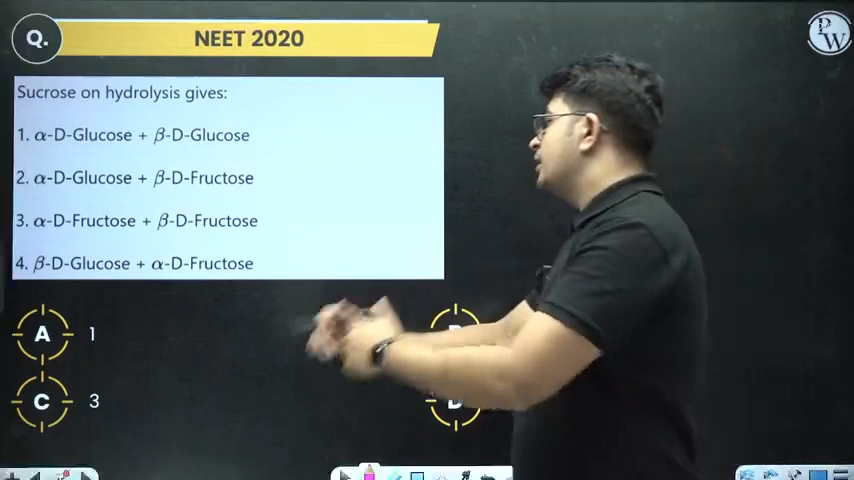 Q.
NEET 2020
PW
Sucrose on hydrolysis gives:
1. α-D-Glucose + β-D-Glucose
2. α-D-Glucose + β-D-Fructose
3. α-D-Fructose + β-D-Fructose
4. β-D-Glucose + α-D-Fructose
A 1
C 3
D